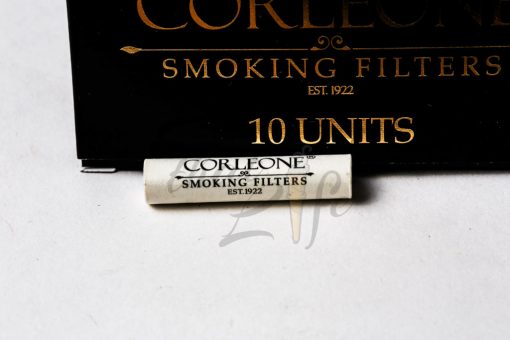 CORLEONE
SMOKING FILTERS
EST. 1922
10 UNITS
CORLEONE
SMOKING FILTERS
EST.1922